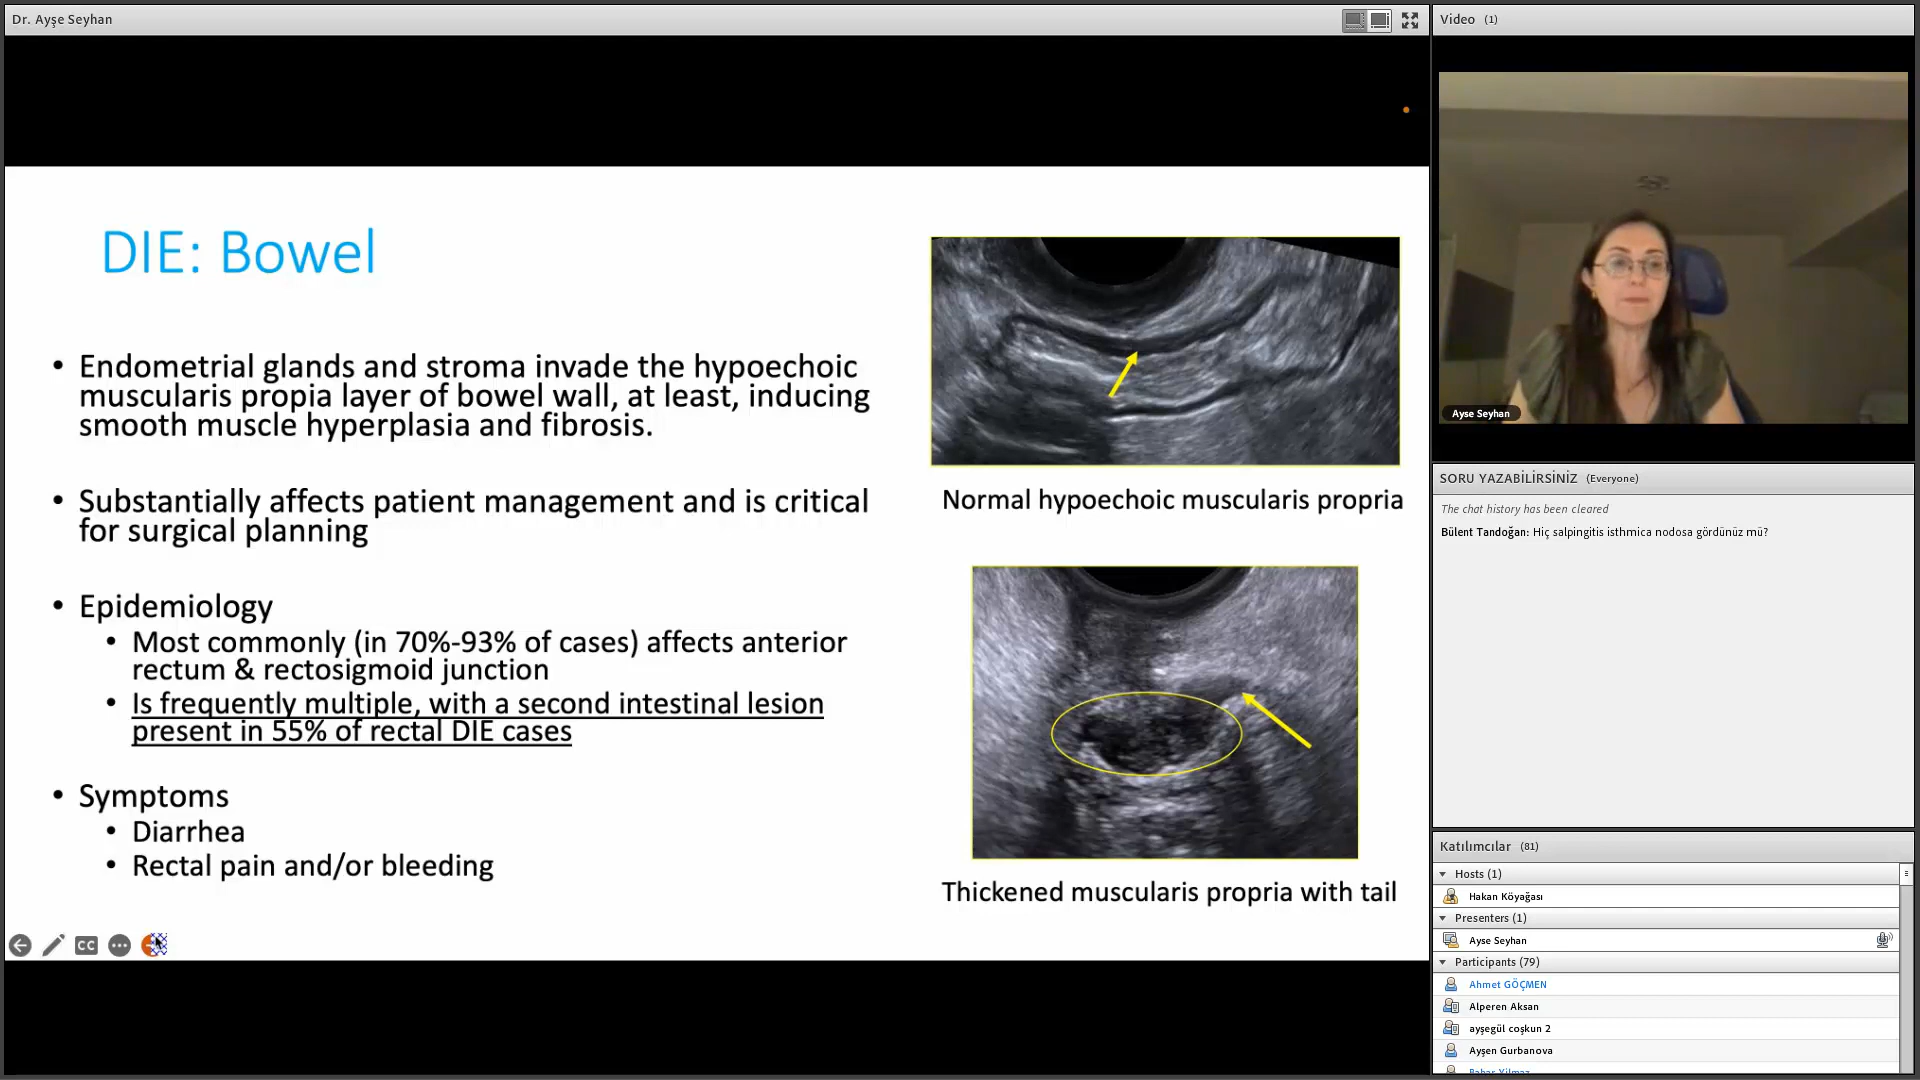 Dr. Ayşe Seyhan
DIE: Bowel
• Endometrial glands and stroma invade the hypoechoic
muscularis propia layer of bowel wall, at least, inducing
smooth muscle hyperplasia and fibrosis.
• Substantially affects patient management and is critical
for surgical planning
• Epidemiology
• Most commonly (in 70%-93% of cases) affects anterior
rectum & rectosigmoid junction
• Is frequently multiple, with a second intestinal lesion
present in 55% of rectal DIE cases
• Symptoms
• Diarrhea
• Rectal pain and/or bleeding
Normal hypoechoic muscularis propria
Thickened muscularis propria with tail
CC
Video (1)
Ayse Seyhan
SORU YAZABİLİRSİNİZ (Everyone)
The chat history has been cleared
Bülent Tandoğan: Hiç salpingitis isthmica nodosa gördünüz mü?
Katılımcılar (81)
Hosts (1)
Hakan Köyağası
Presenters (1)
Ayse Seyhan
Participants (79)
Ahmet GÖÇMEN
Alperen Aksan
ayşegül coşkun 2
Ayşen Gurbanova